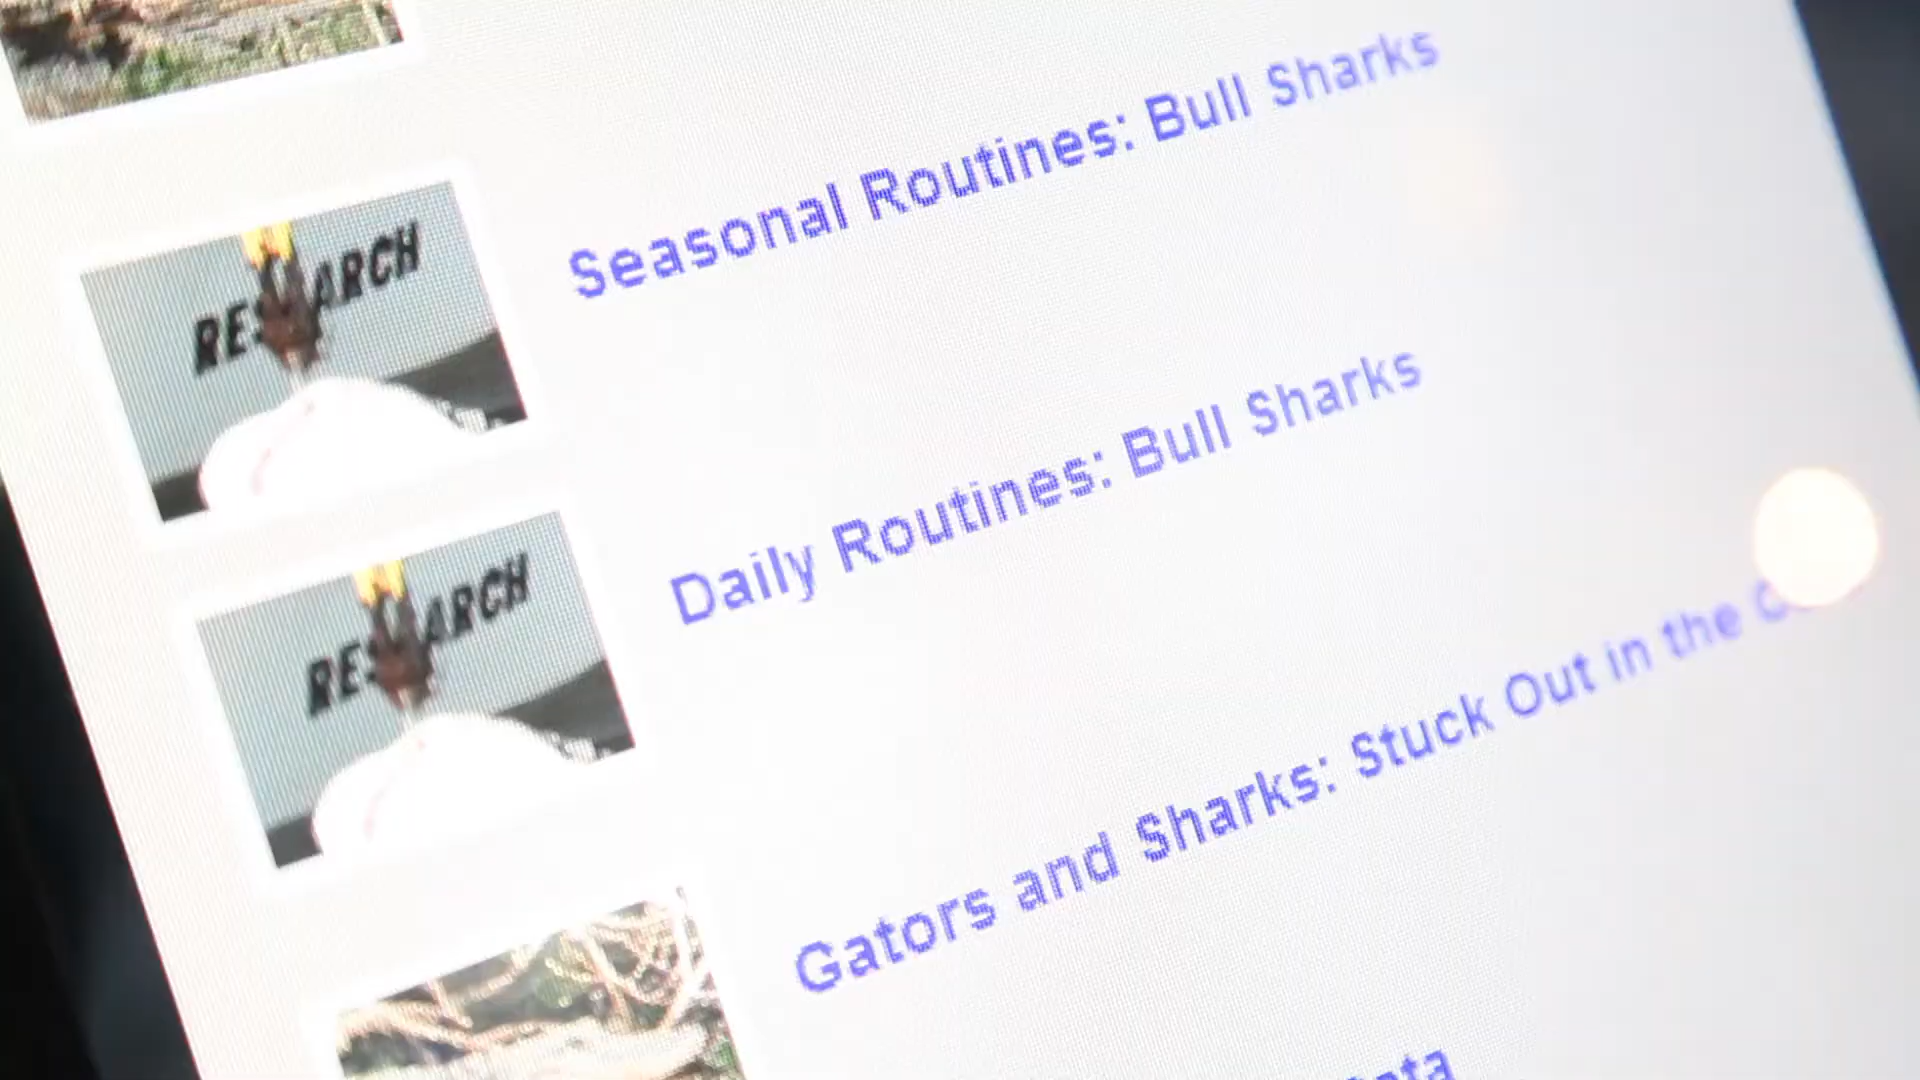 Seasonal Routines: Bull Sharks
RESEARCH
Daily Routines: Bull Sharks
RESEARCH
Gators and Sharks: Stuck Out in the